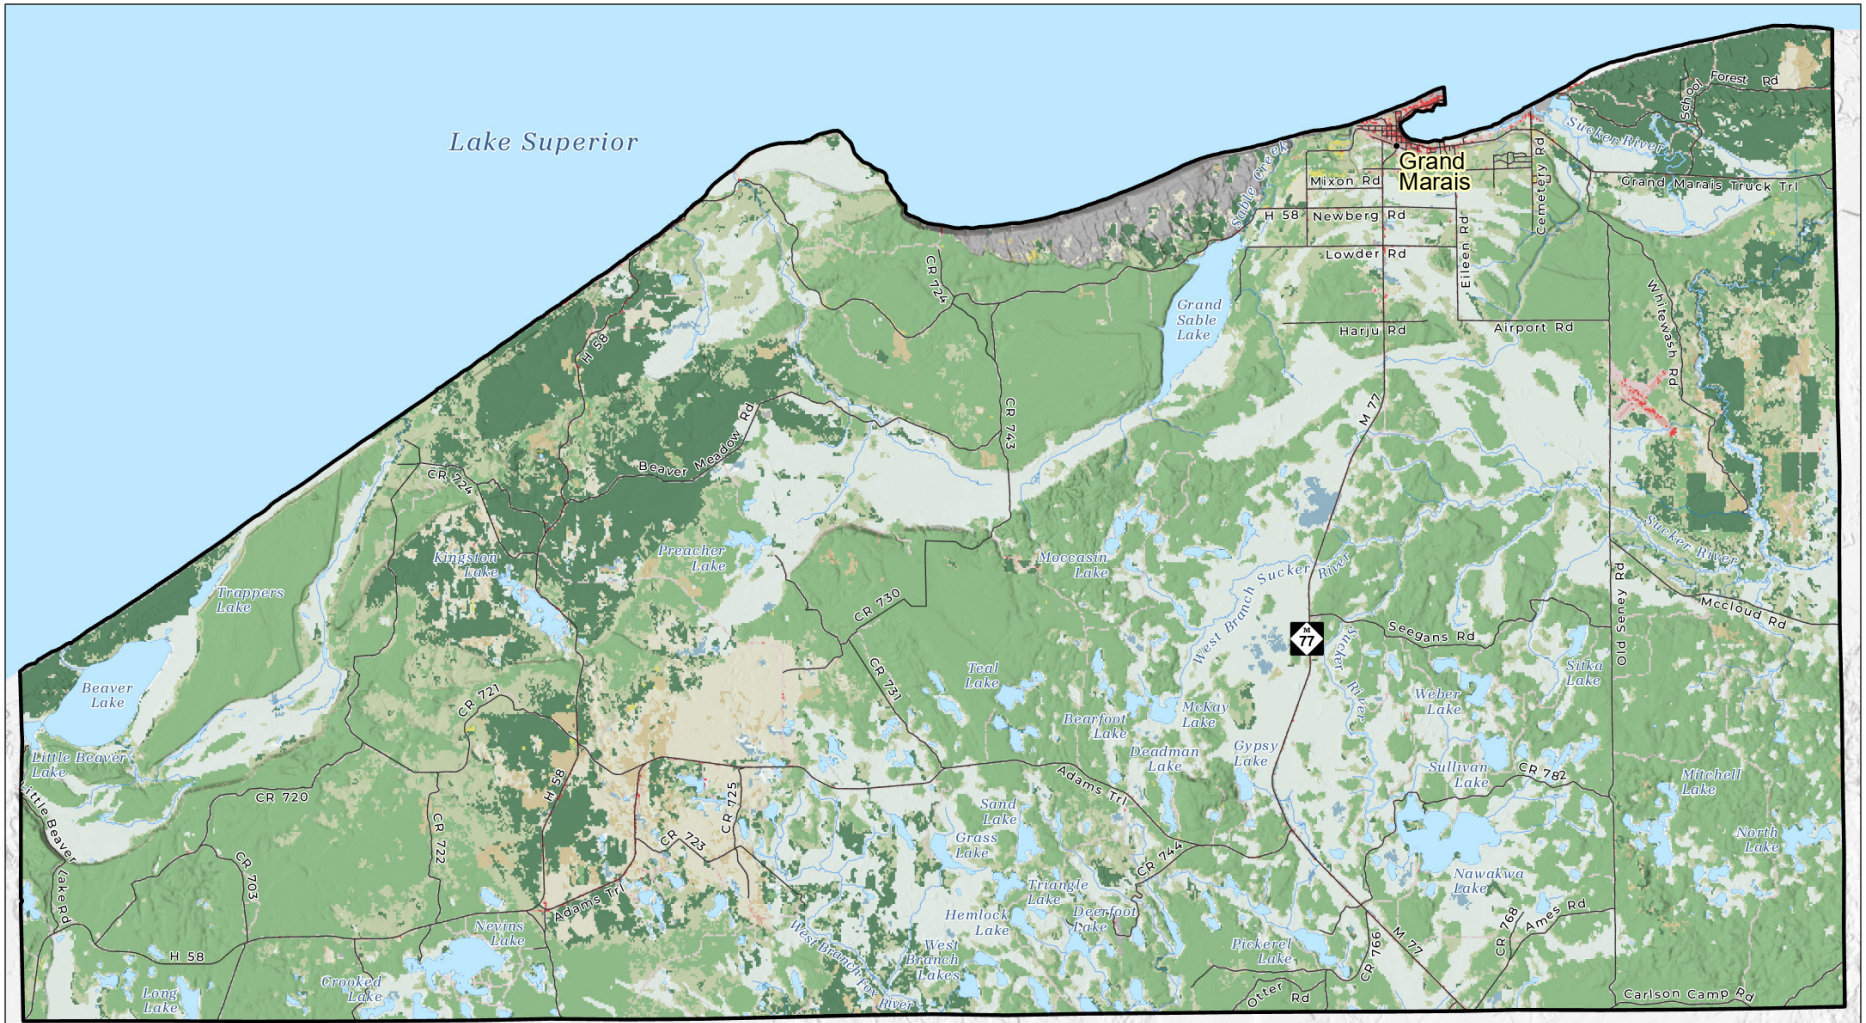 Forest Rd
School
Lake Superior
Sucker River
Sable Creek
Grand
Marais
Cemetery Rd
Mixon Rd
Grand Marais Truck Trl
H 58
Newberg Rd
Eileen Rd
Lowder Rd
CR 724
Whitewash Rd
Grand
Sable
Lake
Harju Rd
Airport Rd
H 58
M 77
CR 743
Beaver Meadow Rd
CR 724
Sucker River
Kingston
Lake
Preacher
Lake
Moccasin
Lake
West Branch Sucker River
Trappers
Lake
CR 730
Old Seney Rd
Mccloud Rd
M
77
Seegans Rd
Sucker River
Sitka
Lake
Teal
Lake
CR 731
Beaver
Lake
CR 721
Weber
Lake
McKay
Lake
Bearfoot
Lake
Deadman
Lake
Gypsy
Lake
Little Beaver
Lake
Sullivan
Lake
CR 782
Mitchell
Lake
Adams Trl
H 58
CR 720
CR 725
Sand
Lake
Little Beaver Lake Rd
CR 722
CR 723
Grass
Lake
North
Lake
CR 744
CR 703
Nawakwa
Lake
Triangle
Lake
Adams Trl
Hemlock
Lake
Deerfoot
Lake
Ames Rd
CR 768
Nevins
Lake
West Branch Fox River
West
Branch
Lakes
Pickerel
Lake
CR 766
M 77
H 58
Crooked
Lake
Long
Lake
Otter
Rd
Carlson Camp Rd